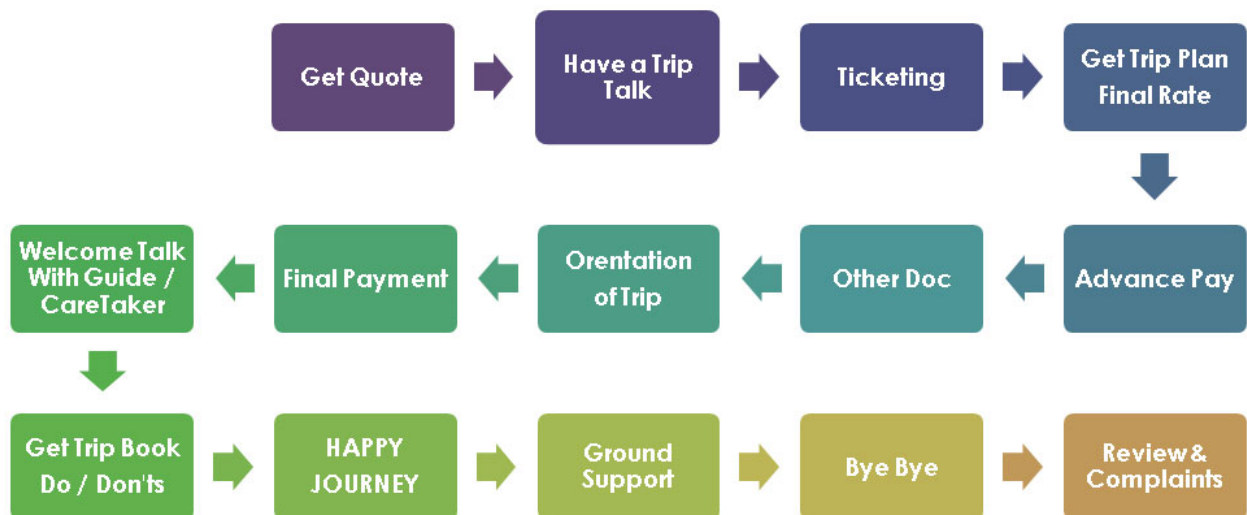 Get Quote
Have a Trip
Talk
Ticketing
Get Trip Plan
Final Rate
Advance Pay
Other Doc
Orentation
of Trip
Final Payment
Welcome Talk
With Guide /
CareTaker
Get Trip Book
Do / Don'ts
HAPPY
JOURNEY
Ground
Support
Bye Bye
Review &
Complaints